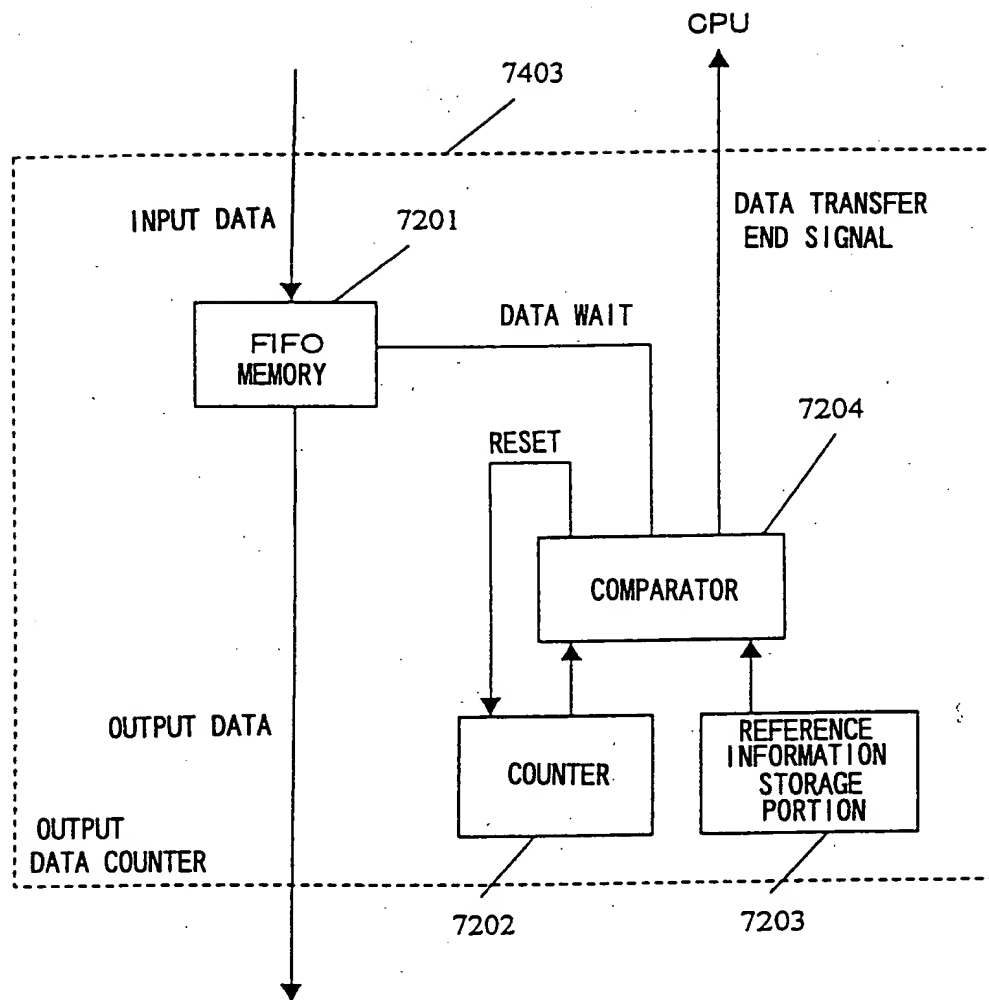 CPU
7403
INPUT DATA
7201
DATA TRANSFER
END SIGNAL
DATA WAIT
FIFO
MEMORY
7204
RESET
COMPARATOR
OUTPUT DATA
COUNTER
REFERENCE
INFORMATION
STORAGE
PORTION
OUTPUT
DATA COUNTER
7202
7203